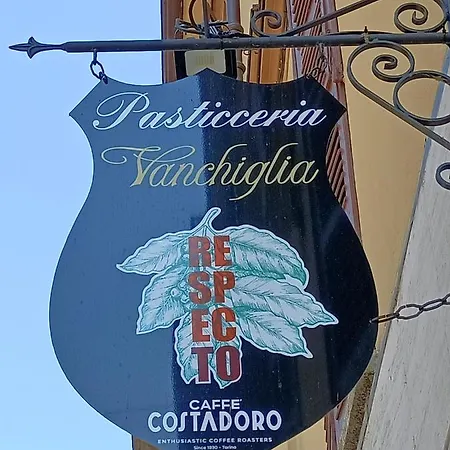 Pasticceria
Vanchiglia
RE
SP
EC
TO
CAFFE'
COSTADORO
ENTHUSIASTIC COFFEE ROASTERS
Since 1890 - Torino